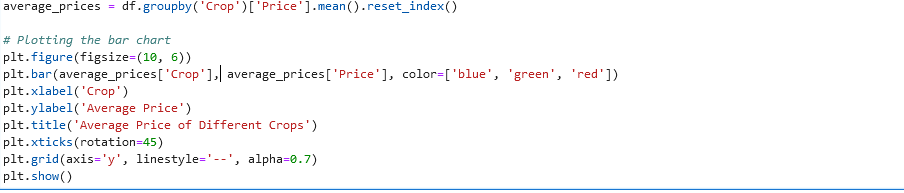 average_prices = df.groupby('Crop')['Price'].mean().reset_index()
# Plotting the bar chart
plt.figure(figsize=(10, 6))
plt.bar(average_prices['Crop'], average_prices['Price'], color=['blue', 'green', 'red'])
plt.xlabel('Crop')
plt.ylabel('Average Price')
plt.title('Average Price of Different Crops')
plt.xticks(rotation=45)
plt.grid(axis='y', linestyle='--', alpha=0.7)
plt.show()